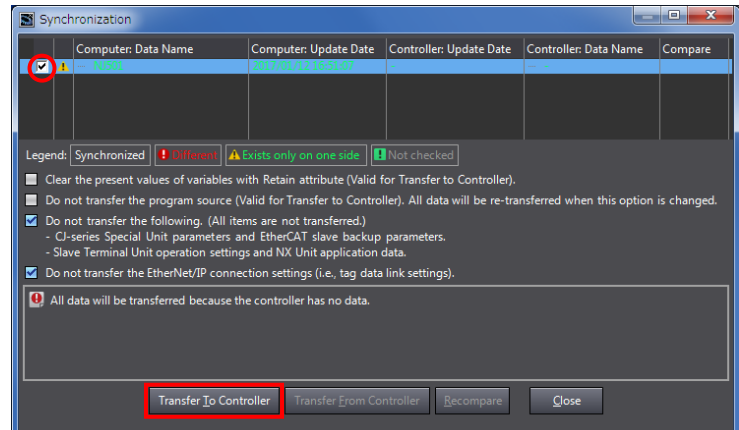 Synchronization
Computer: Data Name Computer: Update Date Controller: Update Date Controller: Data Name Compare
Legend: Synchronized Different Exists only on one side Not checked
Clear the present values of variables with Retain attribute (Valid for Transfer to Controller).
Do not transfer the program source (Valid for Transfer to Controller). All data will be re-transferred when this option is changed.
Do not transfer the following. (All items are not transferred.)
- CJ-series Special Unit parameters and EtherCAT slave backup parameters.
- Slave Terminal Unit operation settings and NX Unit application data.
Do not transfer the EtherNet/IP connection settings (i.e., tag data link settings).
All data will be transferred because the controller has no data.
Transfer To Controller Transfer From Controller Recompare Close